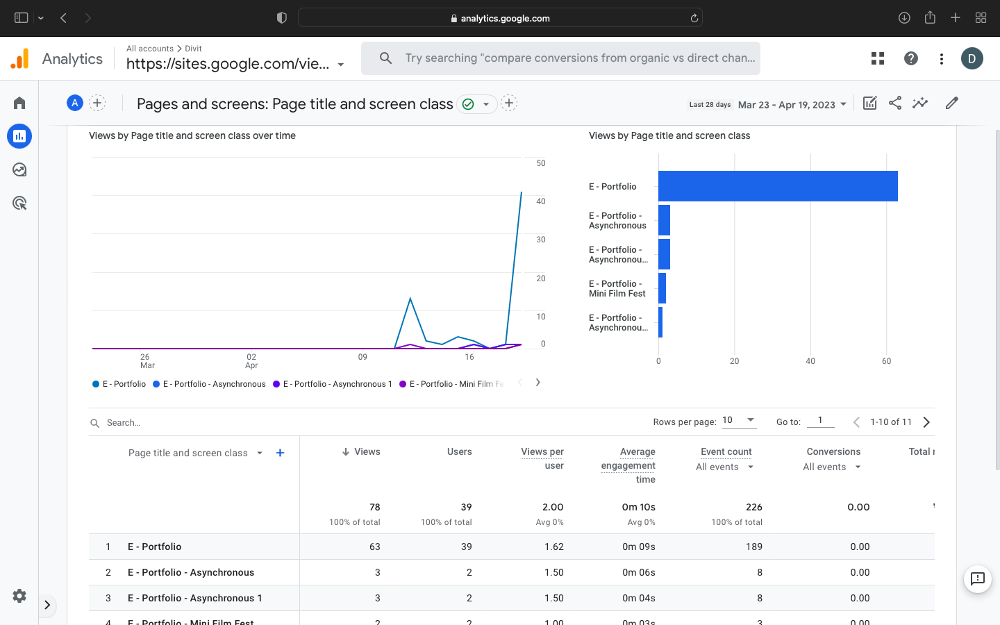 analytics.google.com
Analytics
All accounts > Divit
https://sites.google.com/vie...
Try searching "compare conversions from organic vs direct chan...
D
A
Pages and screens: Page title and screen class
Last 28 days Mar 23 - Apr 19, 2023
Views by Page title and screen class over time
50
40
30
20
10
0
26 Mar
02 Apr
09
16
E - Portfolio
E - Portfolio - Asynchronous
E - Portfolio - Asynchronous 1
E - Portfolio - Mini Film Fe
Views by Page title and screen class
E - Portfolio
E - Portfolio -
Asynchronous
E - Portfolio -
Asynchronou...
E - Portfolio -
Mini Film Fest
E - Portfolio -
Asynchronou...
0 20 40 60
Search...
Rows per page: 10 Go to: 1 1-10 of 11
Page title and screen class
Views
Users
Views per
user
Average
engagement
time
Event count
All events
Conversions
All events
Total
78 39 2.00 0m 10s 226 0.00
100% of total 100% of total Avg 0% Avg 0% 100% of total
1 E - Portfolio 63 39 1.62 0m 09s 189 0.00
2 E - Portfolio - Asynchronous 3 2 1.50 0m 06s 8 0.00
3 E - Portfolio - Asynchronous 1 3 2 1.50 0m 04s 8 0.00
4 E - Portfolio - Mini Film Fest 2 2 1.00 0m 03s 3 0.00